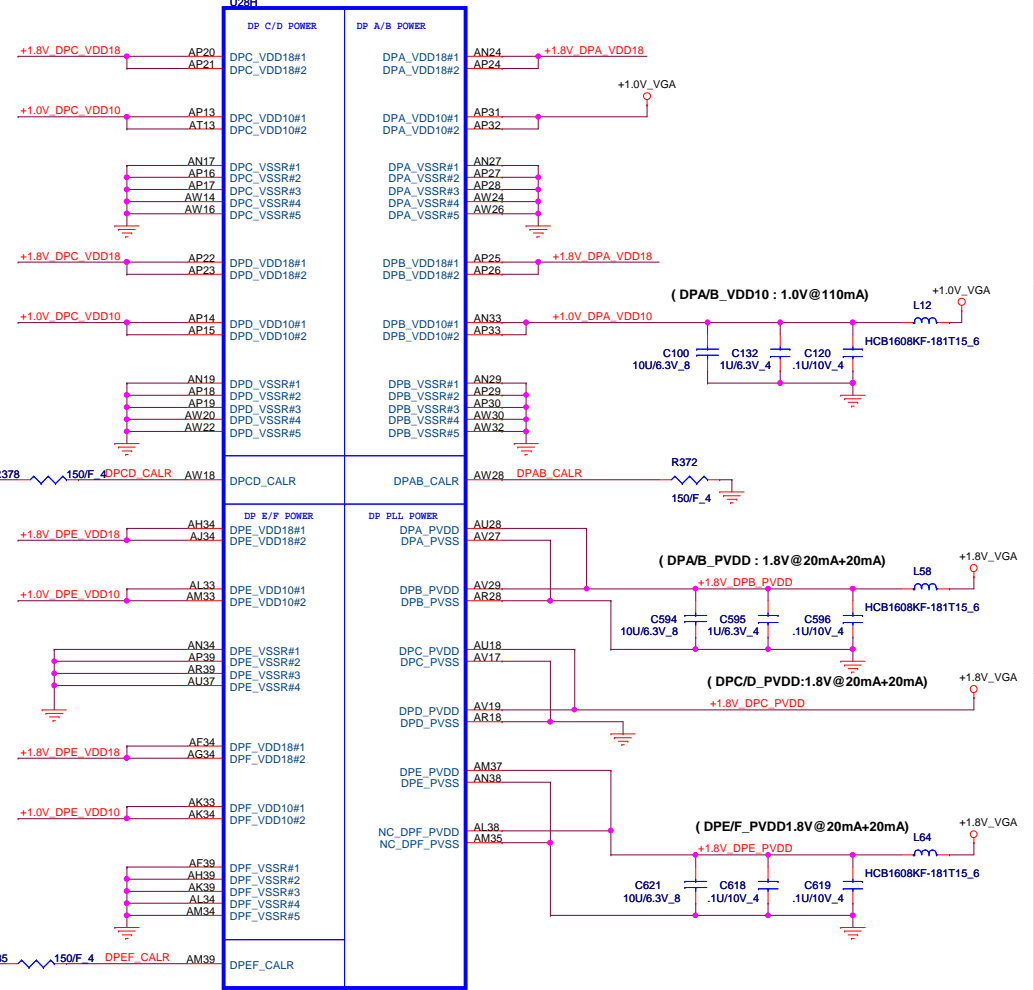 U28H
DP C/D POWER
DP A/B POWER
+1.8V_DPC_VDD18 AP20 DPC_VDD18#1 DPA_VDD18#1 AN24 +1.8V_DPA_VDD18
AP21 DPC_VDD18#2 DPA_VDD18#2 AP24
+1.0V_VGA
+1.0V_DPC_VDD10 AP13 DPC_VDD10#1 DPA_VDD10#1 AP31
AT13 DPC_VDD10#2 DPA_VDD10#2 AP32
AN17 DPC_VSSR#1 DPA_VSSR#1 AN27
AP16 DPC_VSSR#2 DPA_VSSR#2 AP27
AP17 DPC_VSSR#3 DPA_VSSR#3 AP28
AW14 DPC_VSSR#4 DPA_VSSR#4 AW24
AW16 DPC_VSSR#5 DPA_VSSR#5 AW26
+1.8V_DPC_VDD18 AP22 DPD_VDD18#1 DPB_VDD18#1 AP25 +1.8V_DPA_VDD18
AP23 DPD_VDD18#2 DPB_VDD18#2 AP26
( DPA/B_VDD10 : 1.0V@110mA)
+1.0V_VGA
L12
+1.0V_DPC_VDD10 AP14 DPD_VDD10#1 DPB_VDD10#1 AN33 +1.0V_DPA_VDD10
AP15 DPD_VDD10#2 DPB_VDD10#2 AP33
HCB1608KF-181T15_6
C100 C132 C120
10U/6.3V_8 1U/6.3V_4 .1U/10V_4
AN19 DPD_VSSR#1 DPB_VSSR#1 AN29
AP18 DPD_VSSR#2 DPB_VSSR#2 AP29
AP19 DPD_VSSR#3 DPB_VSSR#3 AP30
AW20 DPD_VSSR#4 DPB_VSSR#4 AW30
AW22 DPD_VSSR#5 DPB_VSSR#5 AW32
R372
378 150/F_4 DPCD_CALR AW18 DPCD_CALR DPAB_CALR AW28 DPAB_CALR
150/F_4
DP E/F POWER
DP PLL POWER
+1.8V_DPE_VDD18 AH34 DPE_VDD18#1 DPA_PVDD AU28
AJ34 DPE_VDD18#2 DPA_PVSS AV27
( DPA/B_PVDD : 1.8V@20mA+20mA)
+1.8V_VGA
L58
+1.8V_DPB_PVDD
+1.0V_DPE_VDD10 AL33 DPE_VDD10#1 DPB_PVDD AV29
AM33 DPE_VDD10#2 DPB_PVSS AR28
HCB1608KF-181T15_6
C594 C595 C596
10U/6.3V_8 1U/6.3V_4 .1U/10V_4
AN34 DPE_VSSR#1 DPC_PVDD AU18
AP39 DPE_VSSR#2 DPC_PVSS AV17
AR39 DPE_VSSR#3
AU37 DPE_VSSR#4
( DPC/D_PVDD:1.8V@20mA+20mA)
+1.8V_VGA
+1.8V_DPC_PVDD
DPD_PVDD AV19
DPD_PVSS AR18
+1.8V_DPE_VDD18 AF34 DPF_VDD18#1
AG34 DPF_VDD18#2
DPE_PVDD AM37
DPE_PVSS AN38
+1.0V_DPE_VDD10 AK33 DPF_VDD10#1
AK34 DPF_VDD10#2
NC_DPF_PVDD AL38
NC_DPF_PVSS AM35
( DPE/F_PVDD1.8V@20mA+20mA)
+1.8V_VGA
L64
+1.8V_DPE_PVDD
HCB1608KF-181T15_6
C621 C618 C619
10U/6.3V_8 .1U/10V_4 .1U/10V_4
AF39 DPF_VSSR#1
AH39 DPF_VSSR#2
AK39 DPF_VSSR#3
AL34 DPF_VSSR#4
AM34 DPF_VSSR#5
150/F_4 DPEF_CALR AM39 DPEF_CALR